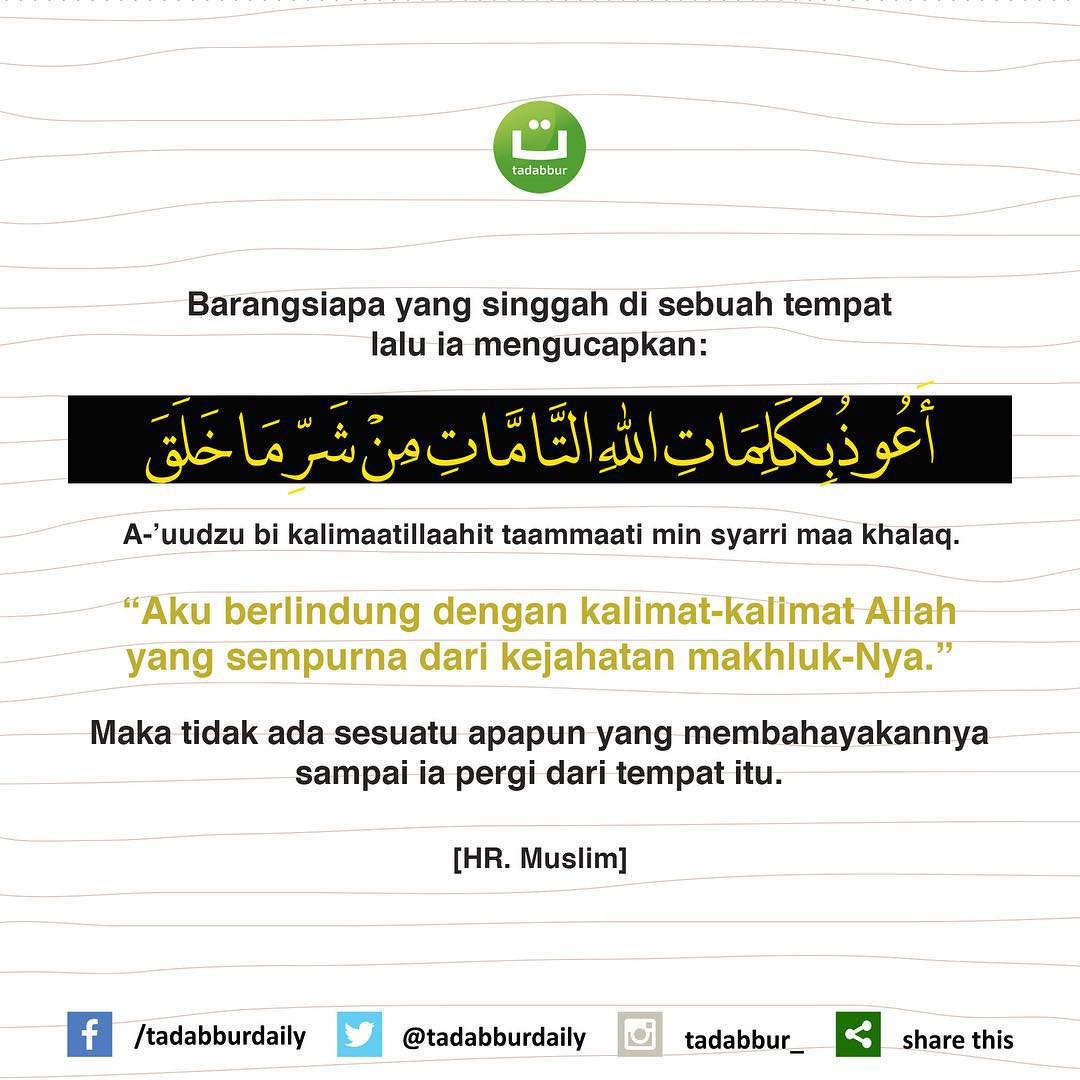 ت
tadabbur
Barangsiapa yang singgah di sebuah tempat
lalu ia mengucapkan:
أَعُوذُ بِكَلِمَاتِ اللهِ التَّامَّاتِ مِنْ شَرِّ مَا خَلَقَ
A-’uudzu bi kalimaatillaahit taammaati min syarri maa khalaq.
“Aku berlindung dengan kalimat-kalimat Allah
yang sempurna dari kejahatan makhluk-Nya.”
Maka tidak ada sesuatu apapun yang membahayakannya
sampai ia pergi dari tempat itu.
[HR. Muslim]
/tadabburdaily @tadabburdaily tadabbur_ share this